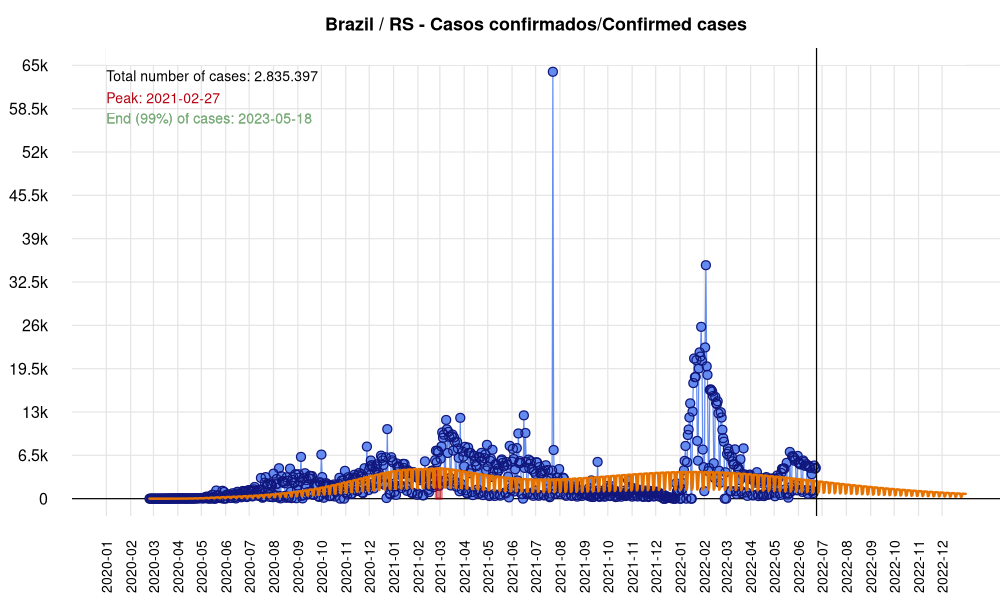 Brazil / RS - Casos confirmados/Confirmed cases
Total number of cases: 2.835.397
Peak: 2021-02-27
End (99%) of cases: 2023-05-18
65k
58.5k
52k
45.5k
39k
32.5k
26k
19.5k
13k
6.5k
0
2020-01
2020-02
2020-03
2020-04
2020-05
2020-06
2020-07
2020-08
2020-09
2020-10
2020-11
2020-12
2021-01
2021-02
2021-03
2021-04
2021-05
2021-06
2021-07
2021-08
2021-09
2021-10
2021-11
2021-12
2022-01
2022-02
2022-03
2022-04
2022-05
2022-06
2022-07
2022-08
2022-09
2022-10
2022-11
2022-12